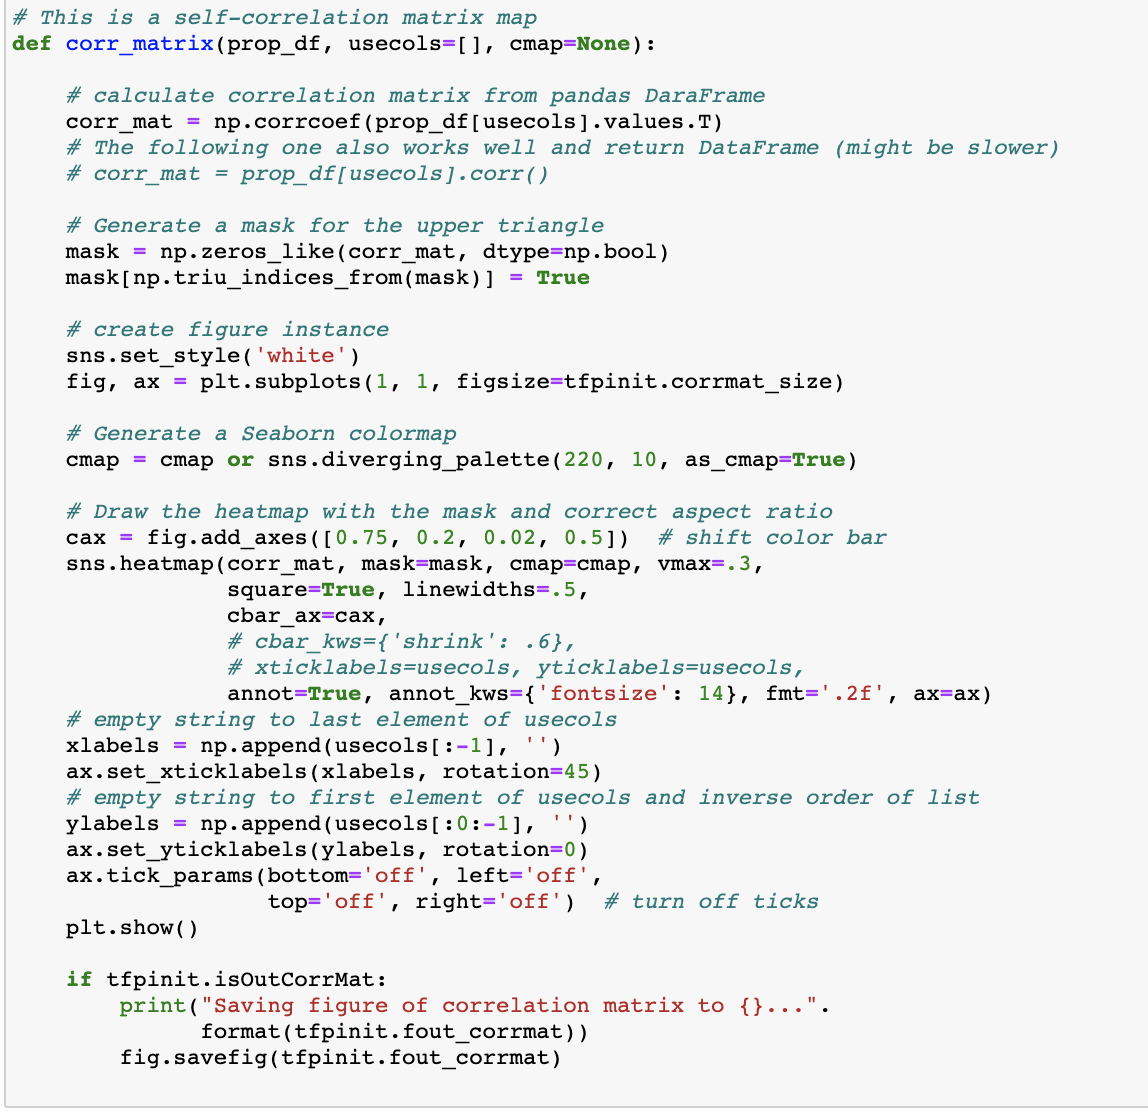 # This is a self-correlation matrix map
def corr_matrix(prop_df, usecols=[], cmap=None):
    # calculate correlation matrix from pandas DaraFrame
    corr_mat = np.corrcoef(prop_df[usecols].values.T)
    # The following one also works well and return DataFrame (might be slower)
    # corr_mat = prop_df[usecols].corr()
    # Generate a mask for the upper triangle
    mask = np.zeros_like(corr_mat, dtype=np.bool)
    mask[np.triu_indices_from(mask)] = True
    # create figure instance
    sns.set_style('white')
    fig, ax = plt.subplots(1, 1, figsize=tfpinit.corrmat_size)
    # Generate a Seaborn colormap
    cmap = cmap or sns.diverging_palette(220, 10, as_cmap=True)
    # Draw the heatmap with the mask and correct aspect ratio
    cax = fig.add_axes([0.75, 0.2, 0.02, 0.5])  # shift color bar
    sns.heatmap(corr_mat, mask=mask, cmap=cmap, vmax=.3,
                square=True, linewidths=.5,
                cbar_ax=cax,
                # cbar_kws={'shrink': .6},
                # xticklabels=usecols, yticklabels=usecols,
                annot=True, annot_kws={'fontsize': 14}, fmt='.2f', ax=ax)
    # empty string to last element of usecols
    xlabels = np.append(usecols[:-1], '')
    ax.set_xticklabels(xlabels, rotation=45)
    # empty string to first element of usecols and inverse order of list
    ylabels = np.append(usecols[:0:-1], '')
    ax.set_yticklabels(ylabels, rotation=0)
    ax.tick_params(bottom='off', left='off',
                   top='off', right='off')  # turn off ticks
    plt.show()
    if tfpinit.isOutCorrMat:
        print("Saving figure of correlation matrix to {}...".
              format(tfpinit.fout_corrmat))
        fig.savefig(tfpinit.fout_corrmat)